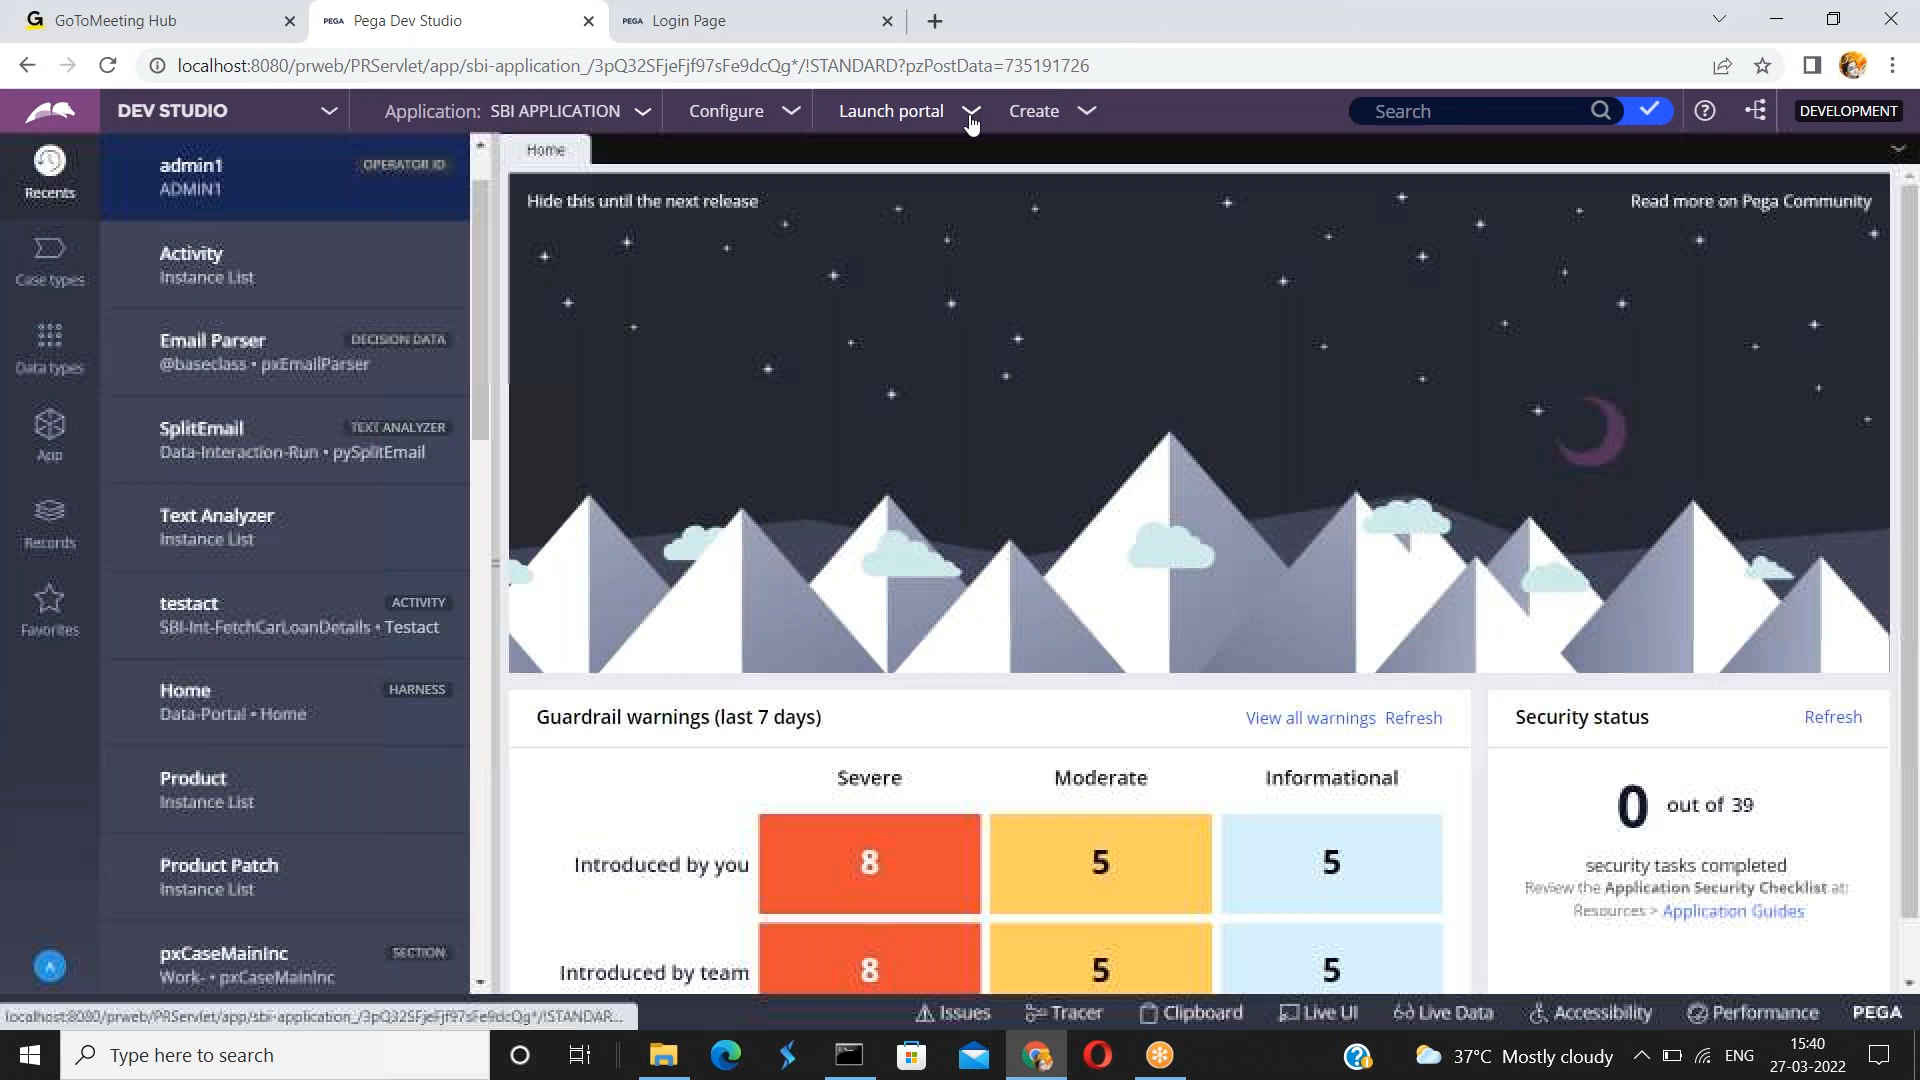 GoToMeeting Hub
PEGA Pega Dev Studio
PEGA Login Page
localhost:8080/prweb/PRServlet/app/sbi-application_/3pQ32SFjeFjf97sFe9dcQg*/!STANDARD?pzPostData=735191726
DEV STUDIO
Application: SBI APPLICATION
Configure
Launch portal
Create
Search
DEVELOPMENT
Recents
Case types
Data types
App
Records
Favorites
A
admin1 OPERATOR ID
ADMIN1
Activity
Instance List
Email Parser DECISION DATA
@baseclass • pxEmailParser
SplitEmail TEXT ANALYZER
Data-Interaction-Run • pySplitEmail
Text Analyzer
Instance List
testact ACTIVITY
SBI-Int-FetchCarLoanDetails • Testact
Home HARNESS
Data-Portal • Home
Product
Instance List
Product Patch
Instance List
pxCaseMainInc SECTION
Work- • pxCaseMainInc
Home
Hide this until the next release
Read more on Pega Community
Guardrail warnings (last 7 days)
View all warnings Refresh
Severe Moderate Informational
Introduced by you 8 5 5
Introduced by team 8 5 5
Security status
Refresh
0 out of 39
security tasks completed
Review the Application Security Checklist at:
Resources > Application Guides
localhost:8080/prweb/PRServlet/app/sbi-application_/3pQ32SFjeFjf97sFe9dcQg*/!STANDAR...
Issues
Tracer
Clipboard
Live UI
Live Data
Accessibility
Performance
PEGA
Type here to search
37°C Mostly cloudy
ENG
15:40
27-03-2022